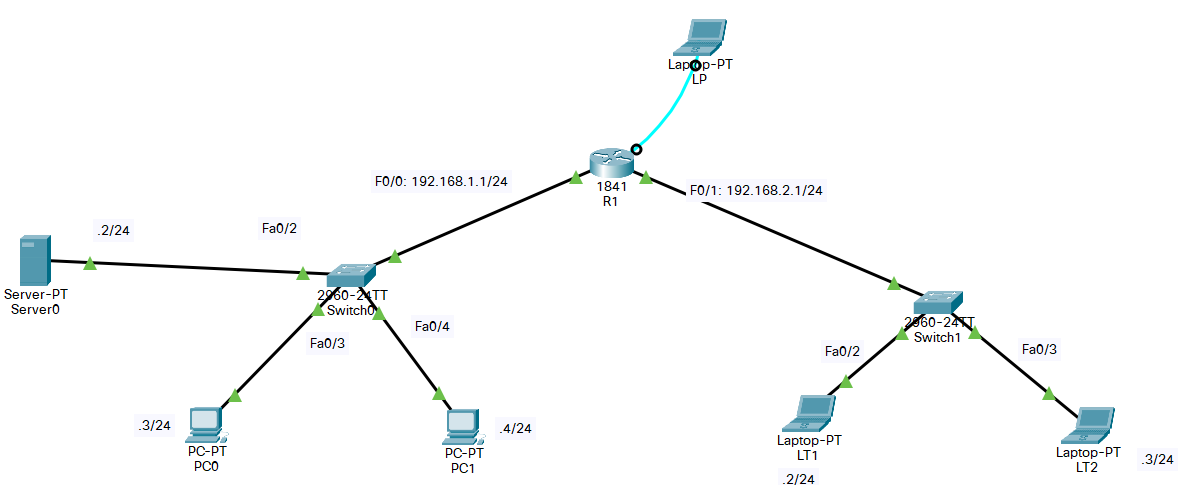 Laptop-PT
LP
F0/0: 192.168.1.1/24
1841
R1
F0/1: 192.168.2.1/24
.2/24
Fa0/2
Server-PT
Server0
2960-24TT
Switch0
Fa0/3
Fa0/4
2960-24TT
Switch1
Fa0/2
Fa0/3
.3/24
PC-PT
PC0
PC-PT
PC1
.4/24
Laptop-PT
LT1
.2/24
Laptop-PT
LT2
.3/24